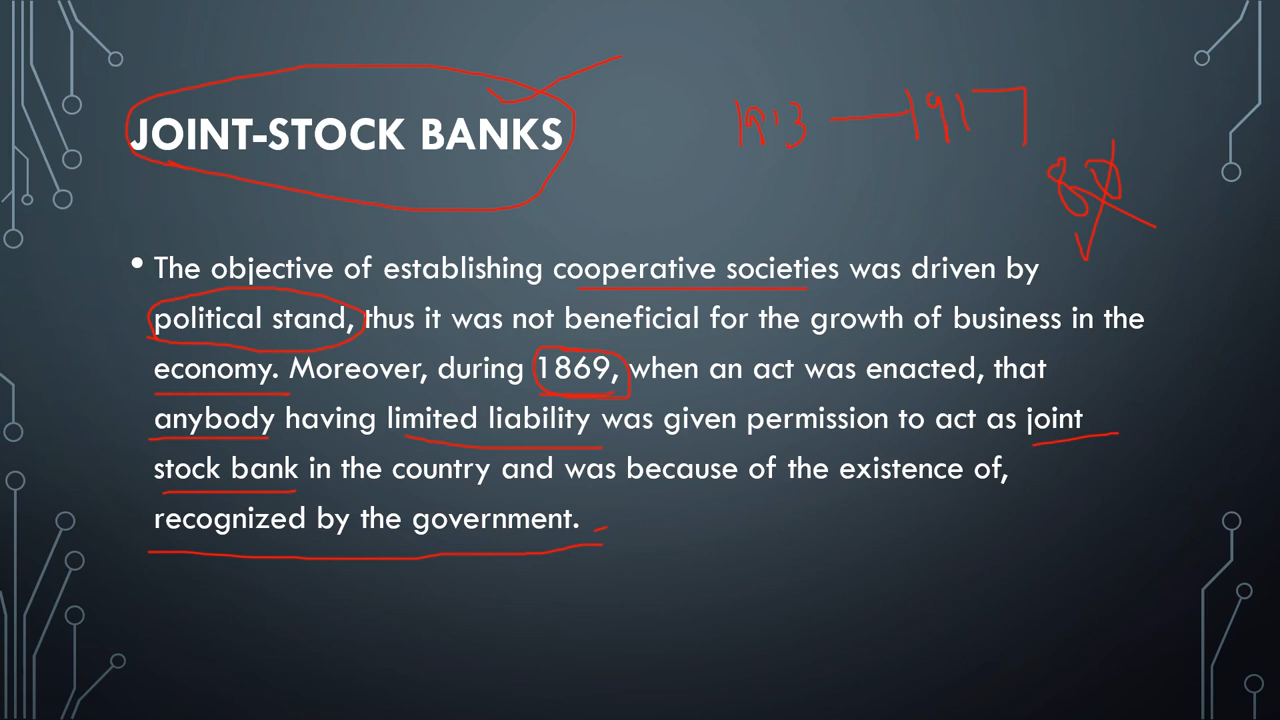 JOINT-STOCK BANKS
1913 — 1917
80
• The objective of establishing cooperative societies was driven by
political stand, thus it was not beneficial for the growth of business in the
economy. Moreover, during 1869, when an act was enacted, that
anybody having limited liability was given permission to act as joint
stock bank in the country and was because of the existence of,
recognized by the government.